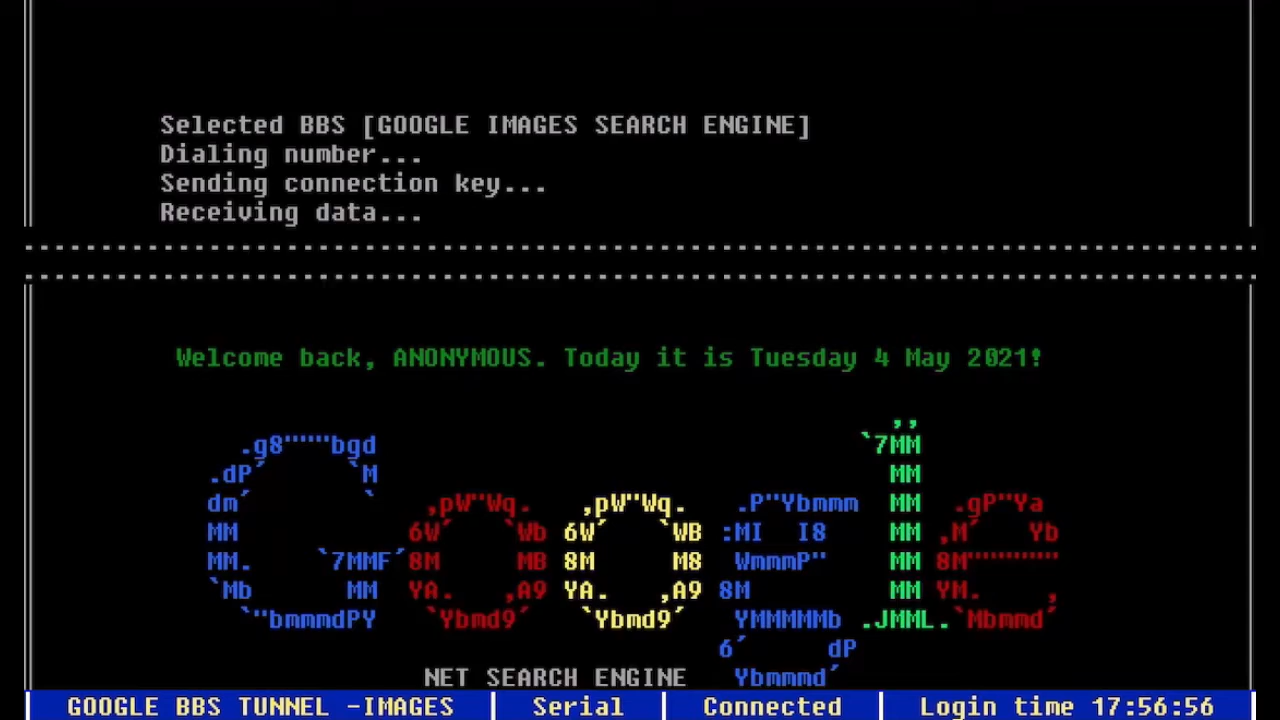 Selected BBS [GOOGLE IMAGES SEARCH ENGINE]
Dialing number...
Sending connection key...
Receiving data...
Welcome back, ANONYMOUS. Today it is Tuesday 4 May 2021!
Google
NET SEARCH ENGINE
GOOGLE BBS TUNNEL -IMAGES | Serial | Connected | Login time 17:56:56